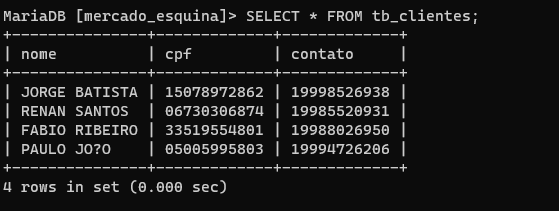 MariaDB [mercado_esquina]> SELECT * FROM tb_clientes;
+---------------+-------------+-------------+
| nome          | cpf         | contato     |
+---------------+-------------+-------------+
| JORGE BATISTA | 15078972862 | 19998526938 |
| RENAN SANTOS  | 06730306874 | 19985520931 |
| FABIO RIBEIRO | 33519554801 | 19988026950 |
| PAULO JO?O    | 05005995803 | 19994726206 |
+---------------+-------------+-------------+
4 rows in set (0.000 sec)